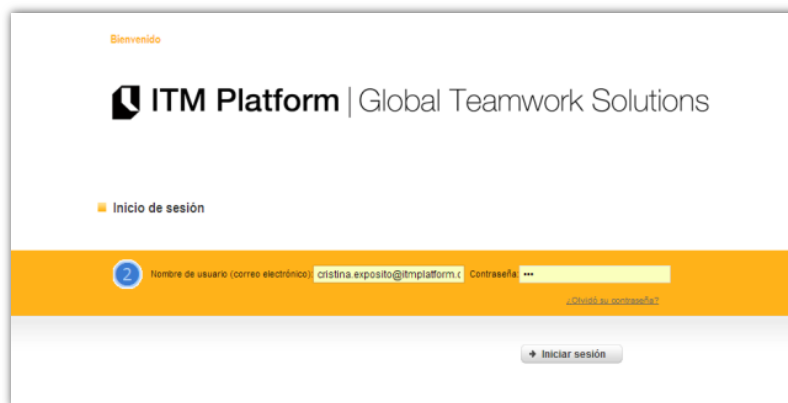 Bienvenido
ITM Platform | Global Teamwork Solutions
Inicio de sesión
2 Nombre de usuario (correo electrónico): cristina.exposito@itmplatform.c Contraseña: •••
¿Olvidó su contraseña?
Iniciar sesión